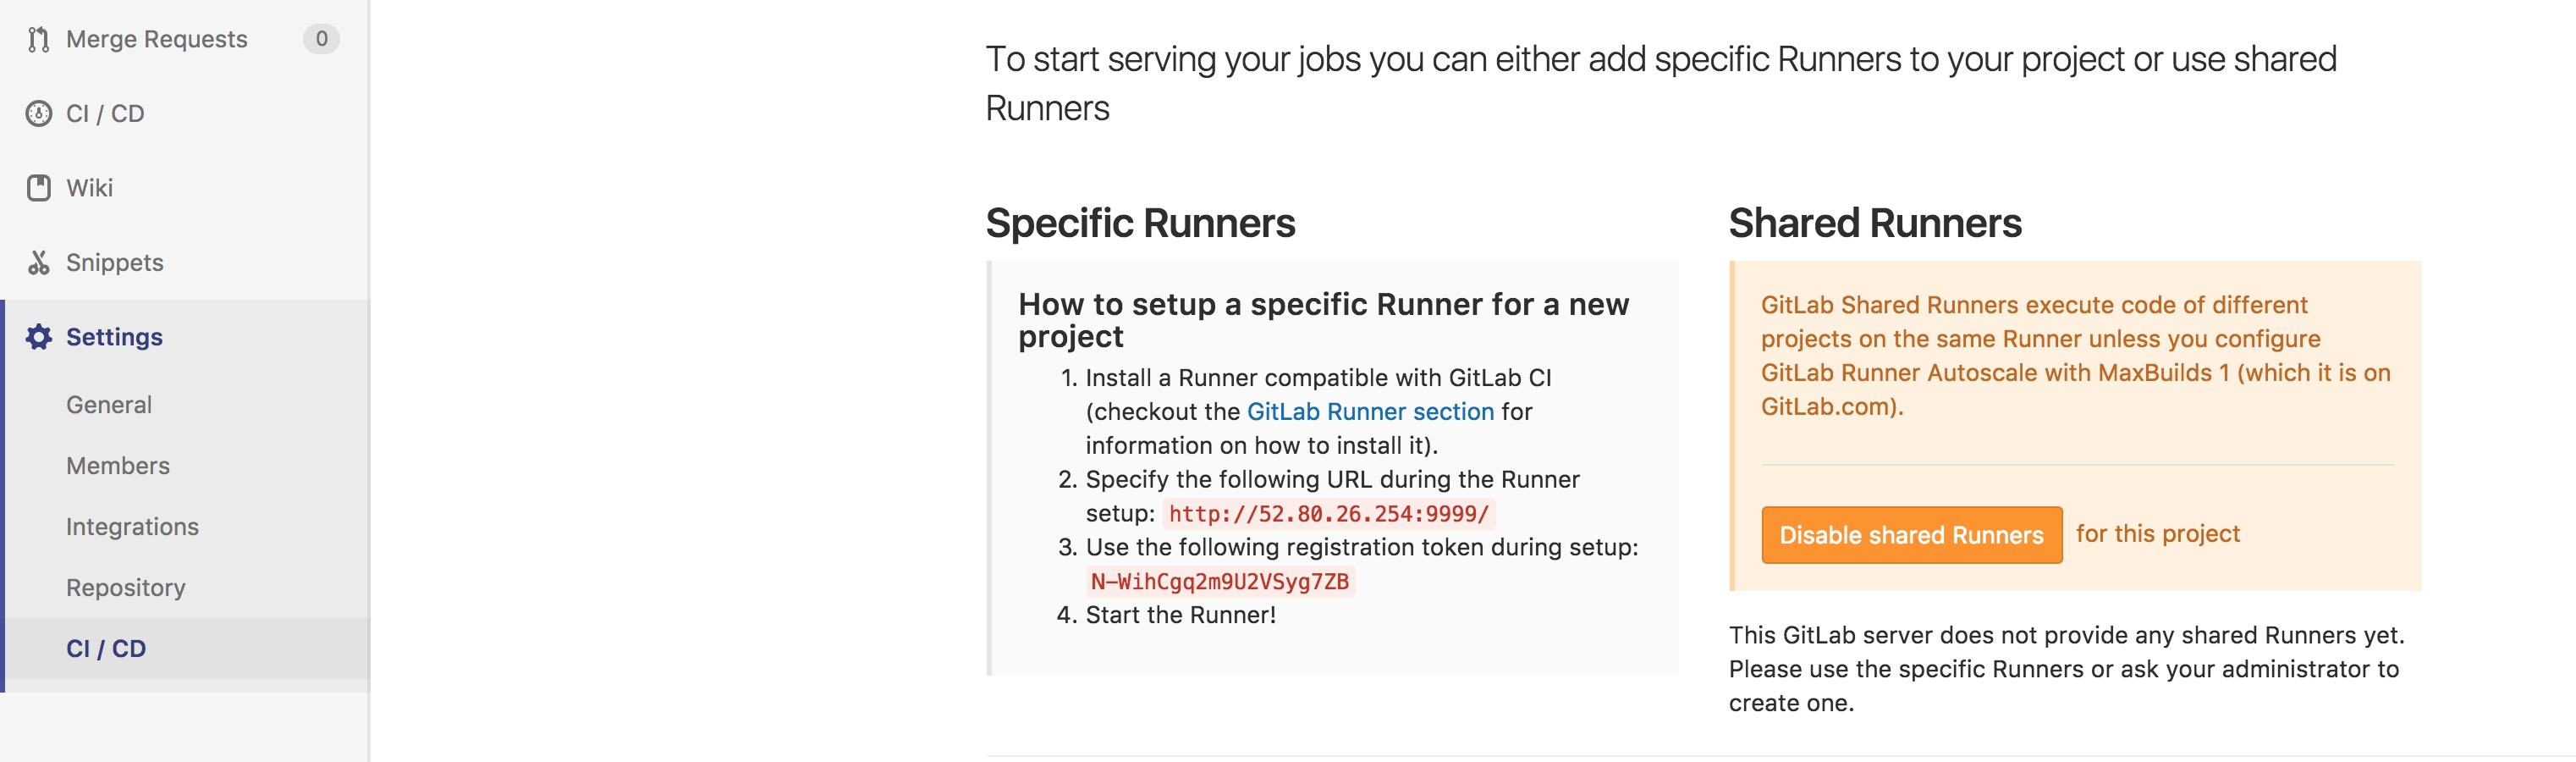 Merge Requests 0
CI / CD
Wiki
Snippets
Settings
General
Members
Integrations
Repository
CI / CD
To start serving your jobs you can either add specific Runners to your project or use shared
Runners
Specific Runners
How to setup a specific Runner for a new
project
1. Install a Runner compatible with GitLab CI
(checkout the GitLab Runner section for
information on how to install it).
2. Specify the following URL during the Runner
setup: http://52.80.26.254:9999/
3. Use the following registration token during setup:
N-WihCgq2m9U2VSyg7ZB
4. Start the Runner!
Shared Runners
GitLab Shared Runners execute code of different
projects on the same Runner unless you configure
GitLab Runner Autoscale with MaxBuilds 1 (which it is on
GitLab.com).
Disable shared Runners for this project
This GitLab server does not provide any shared Runners yet.
Please use the specific Runners or ask your administrator to
create one.